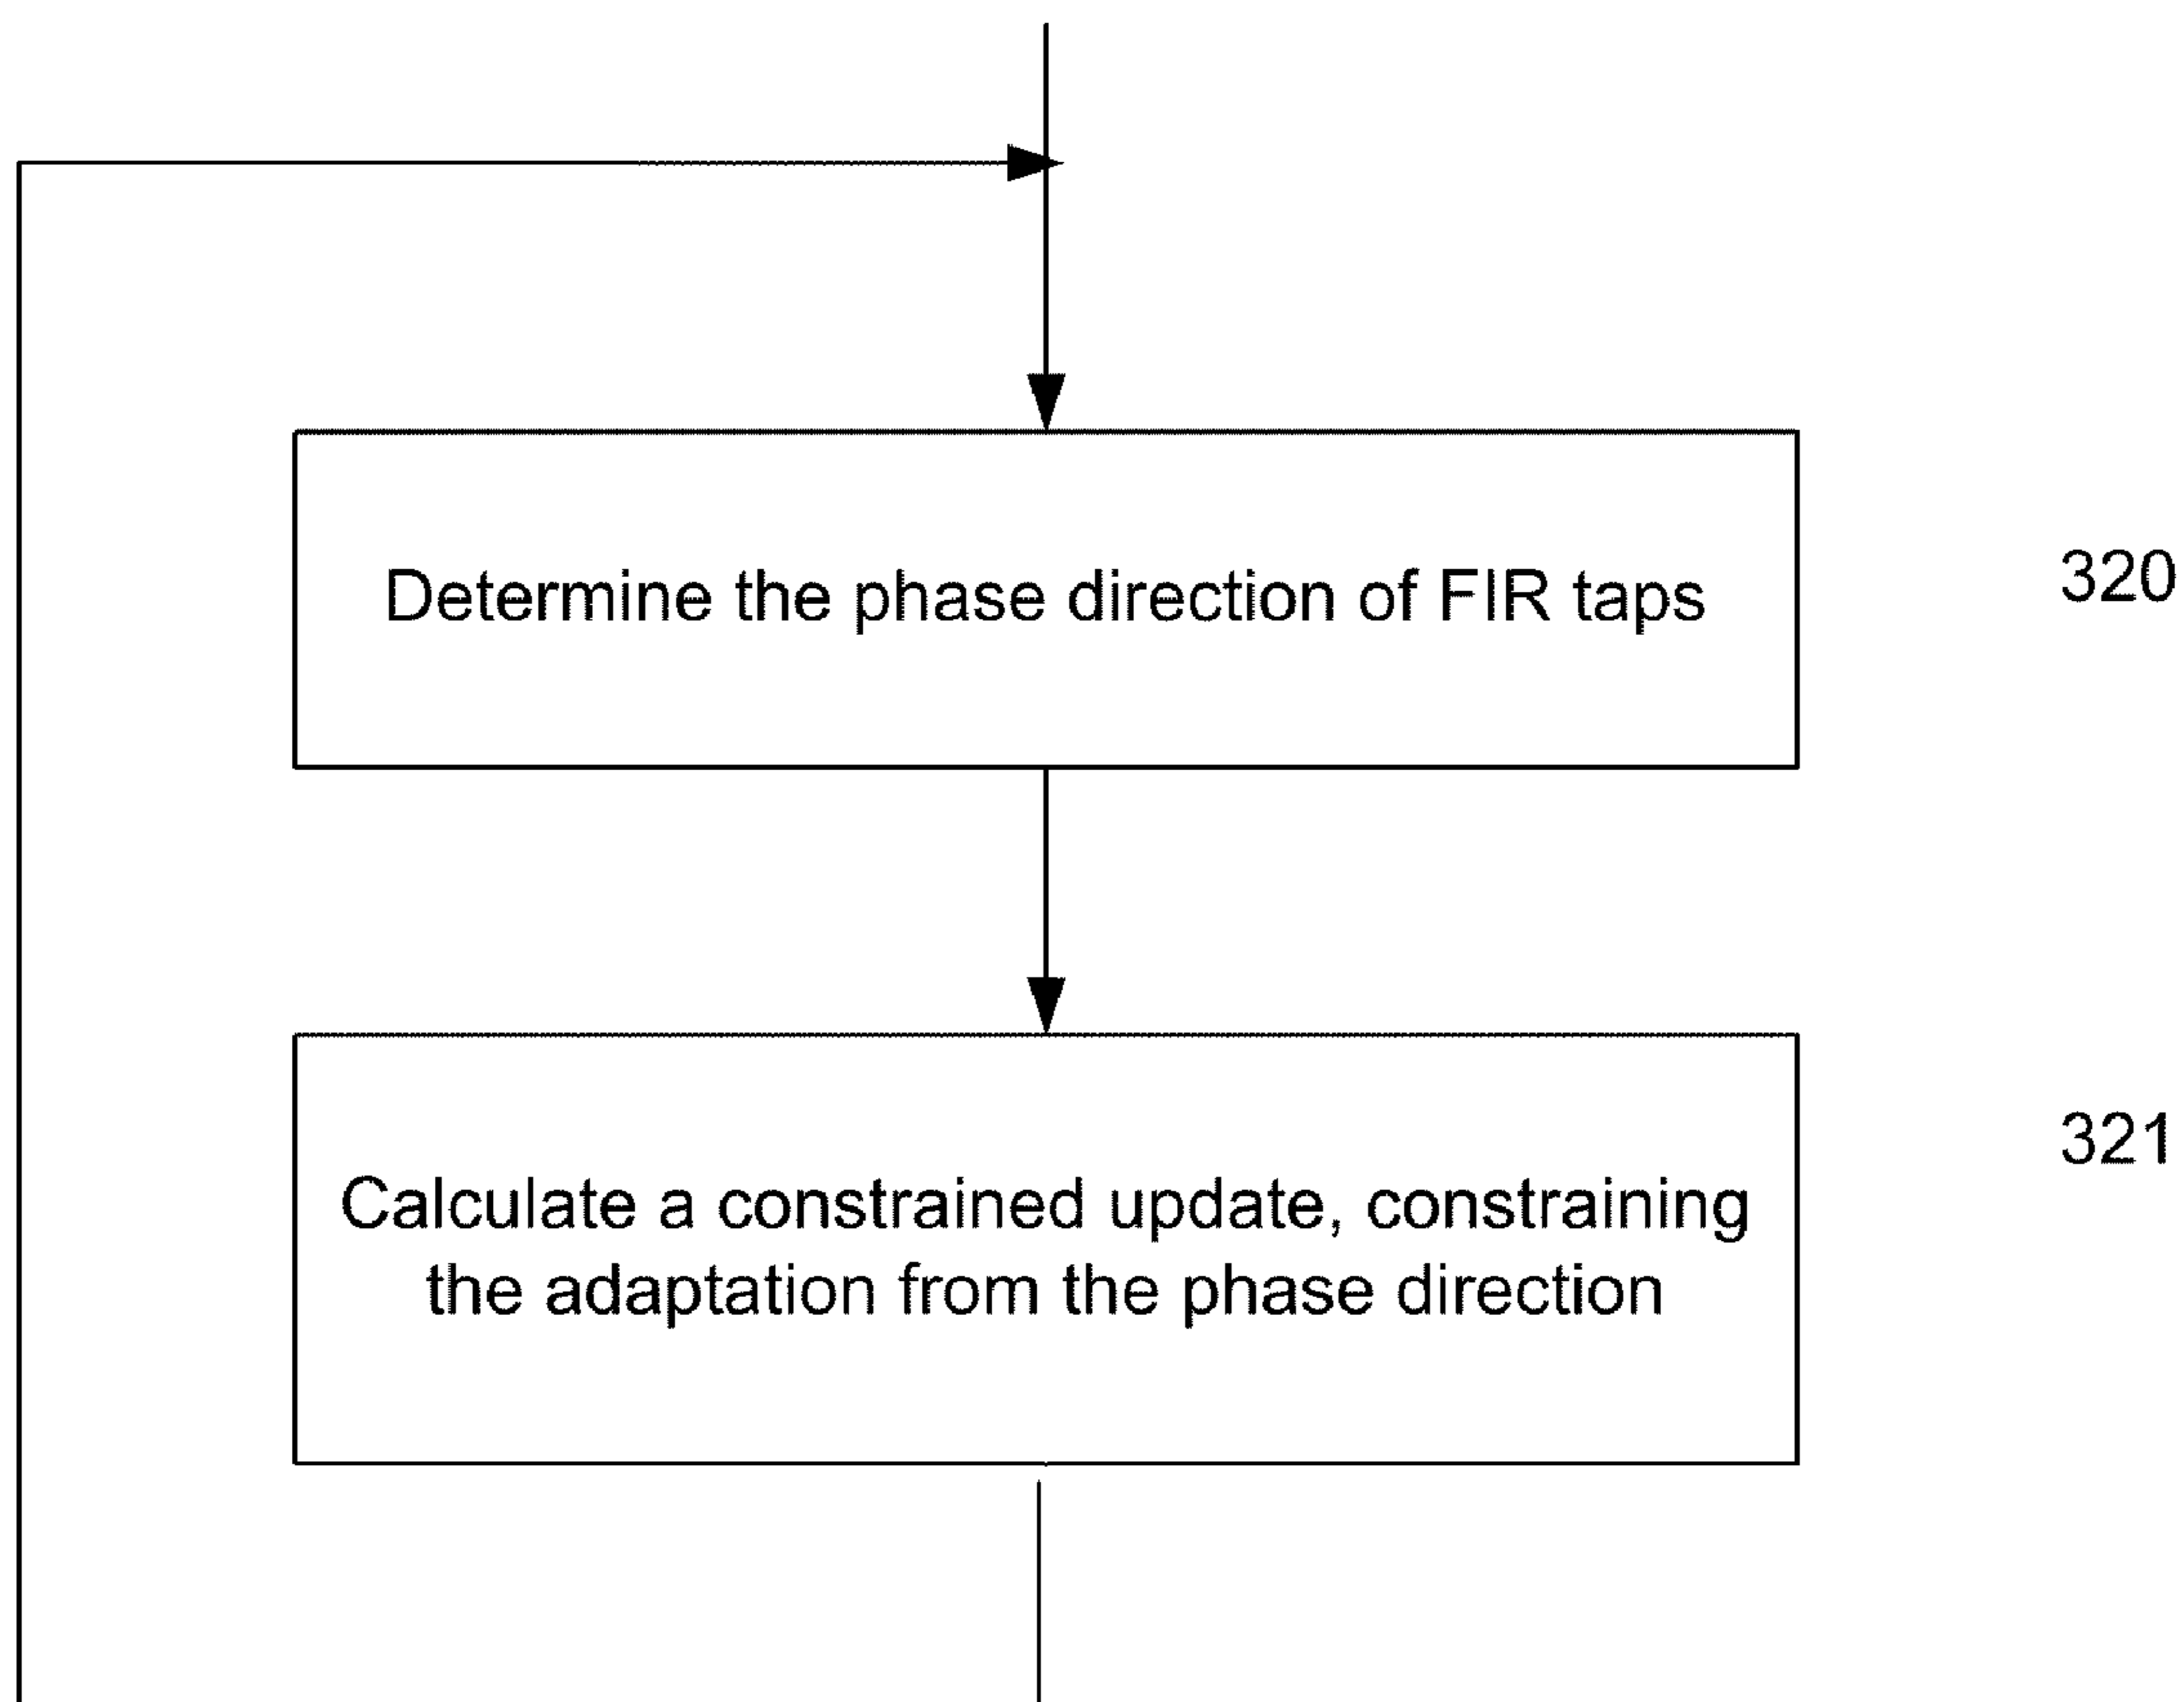 Determine the phase direction of FIR taps
320
321
Calculate a constrained update, constraining
the adaptation from the phase direction